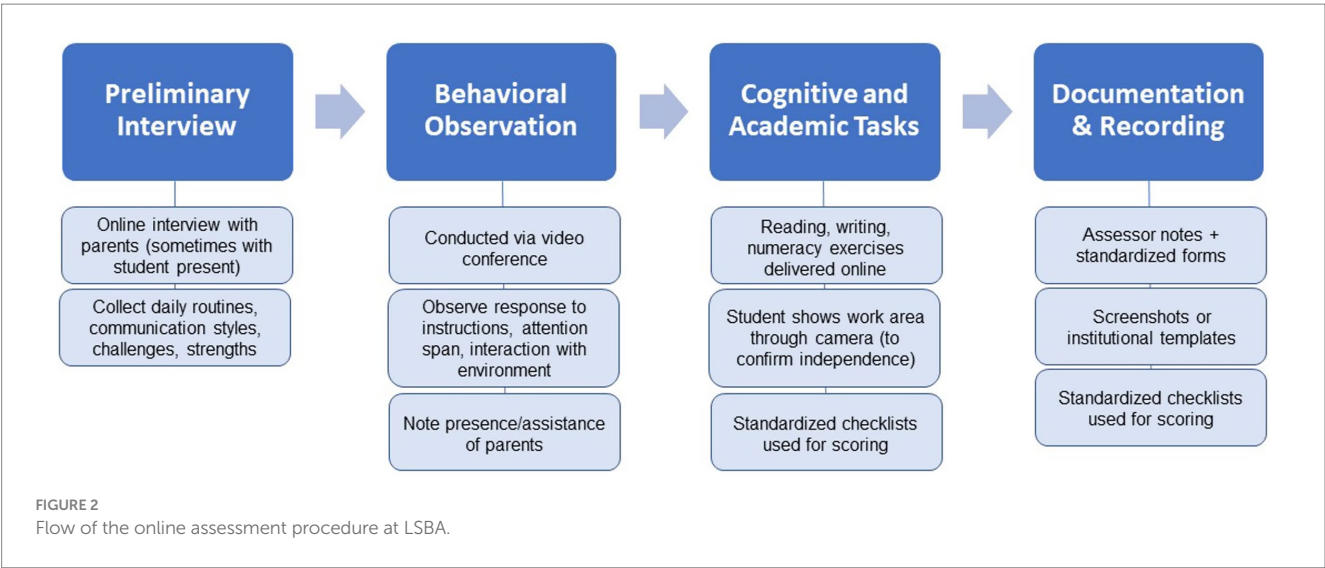 Preliminary
Interview
Online interview with
parents (sometimes with
student present)
Collect daily routines,
communication styles,
challenges, strengths
Behavioral
Observation
Conducted via video
conference
Observe response to
instructions, attention
span, interaction with
environment
Note presence/assistance
of parents
Cognitive and
Academic Tasks
Reading, writing,
numeracy exercises
delivered online
Student shows work area
through camera (to
confirm independence)
Standardized checklists
used for scoring
Documentation
& Recording
Assessor notes +
standardized forms
Screenshots or
institutional templates
Standardized checklists
used for scoring
FIGURE 2
Flow of the online assessment procedure at LSBA.